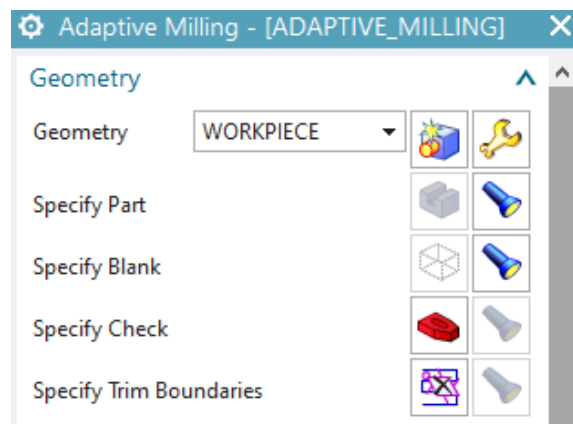 Adaptive Milling - [ADAPTIVE_MILLING]
Geometry
Geometry WORKPIECE
Specify Part
Specify Blank
Specify Check
Specify Trim Boundaries